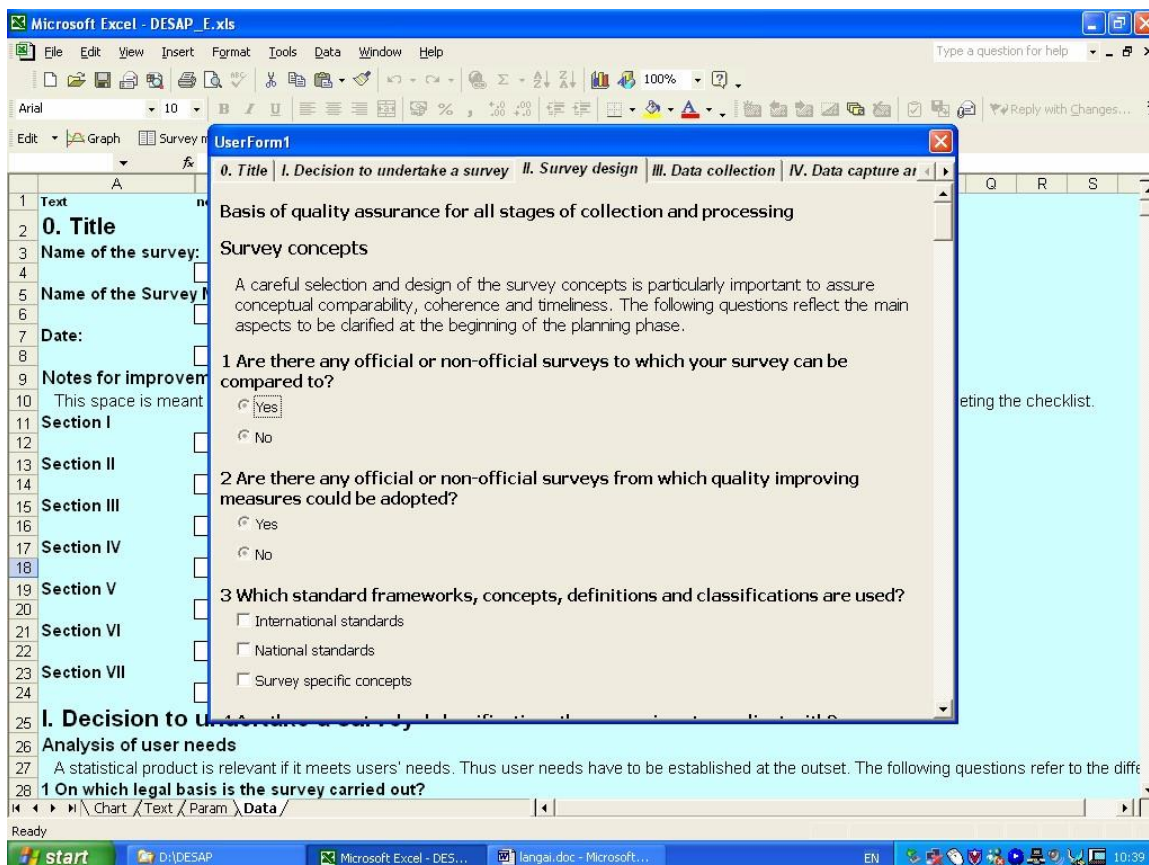 Microsoft Excel - DESAP_E.xls
File Edit View Insert Format Tools Data Window Help
Type a question for help
100%
Arial 10 B I U
Reply with Changes...
Edit Graph Survey
UserForm1
fx
0. Title I. Decision to undertake a survey II. Survey design III. Data collection IV. Data capture
A Q R S
1 Text
2 0. Title
3 Name of the survey:
4
5 Name of the Survey
6
7 Date:
8
9 Notes for
10 This space is meant eting the checklist.
11 Section I
12
13 Section II
14
15 Section III
16
17 Section IV
18
19 Section V
20
21 Section VI
22
23 Section VII
24
25 I. Decision to
26 Analysis of user needs
27 A statistical product is relevant if it meets users' needs. Thus user needs have to be established at the outset. The following questions refer to the diffe
28 1 On which legal basis is the survey carried out?
Basis of quality assurance for all stages of collection and processing
Survey concepts
A careful selection and design of the survey concepts is particularly important to assure
conceptual comparability, coherence and timeliness. The following questions reflect the main
aspects to be clarified at the beginning of the planning phase.
1 Are there any official or non-official surveys to which your survey can be
compared to?
Yes
No
2 Are there any official or non-official surveys from which quality improving
measures could be adopted?
Yes
No
3 Which standard frameworks, concepts, definitions and classifications are used?
International standards
National standards
Survey specific concepts
Chart Text Param Data
Ready
start D:\DESAP Microsoft Excel - DES... langai.doc - Microsoft... EN 10:39